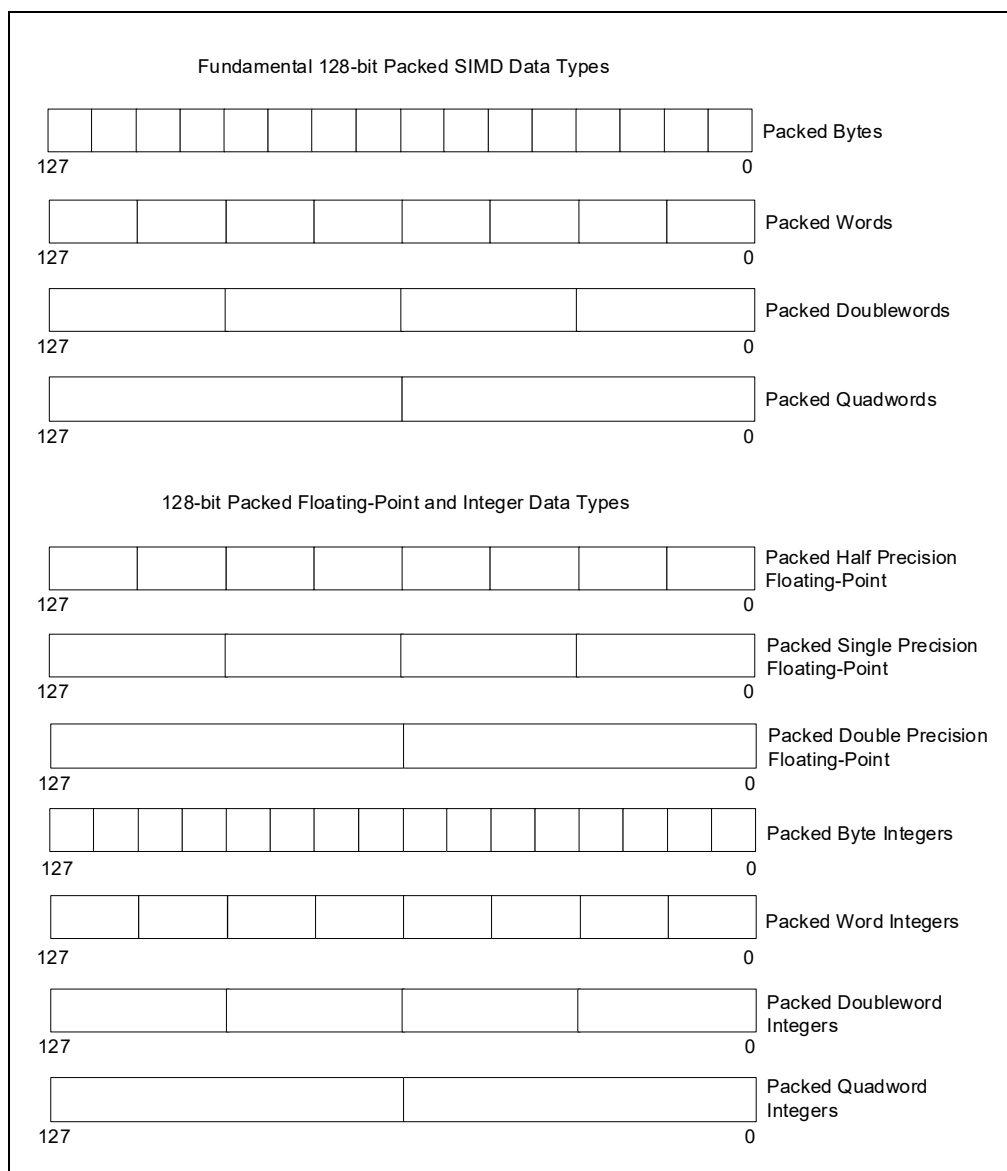 Fundamental 128-bit Packed SIMD Data Types
Packed Bytes
127 0
Packed Words
127 0
Packed Doublewords
127 0
Packed Quadwords
127 0
128-bit Packed Floating-Point and Integer Data Types
Packed Half Precision
Floating-Point
127 0
Packed Single Precision
Floating-Point
127 0
Packed Double Precision
Floating-Point
127 0
Packed Byte Integers
127 0
Packed Word Integers
127 0
Packed Doubleword
Integers
127 0
Packed Quadword
Integers
127 0